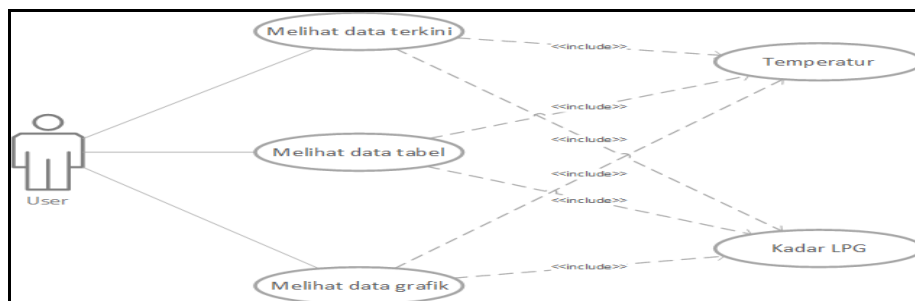 Melihat data terkini
<<include>>
Temperatur
<<include>>
<<include>>
Melihat data tabel
<<include>>
User
<<include>>
Kadar LPG
<<include>>
Melihat data grafik